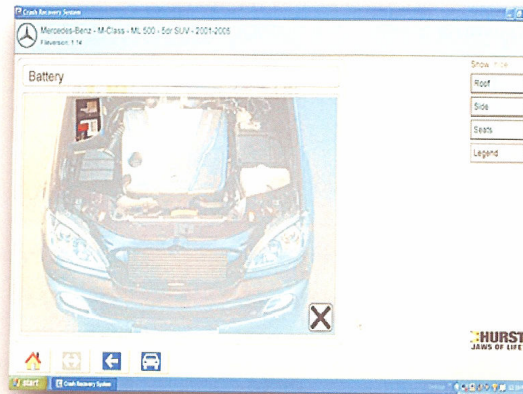 Crash Recovery System
Mercedes-Benz - M-Class - ML 500 - 5dr SUV - 2001-2005
Fileversion: 1.14
Show
Battery
Roof
Side
Seats
Legend
HURST
JAWS OF LIFE
start
Crash Recovery System